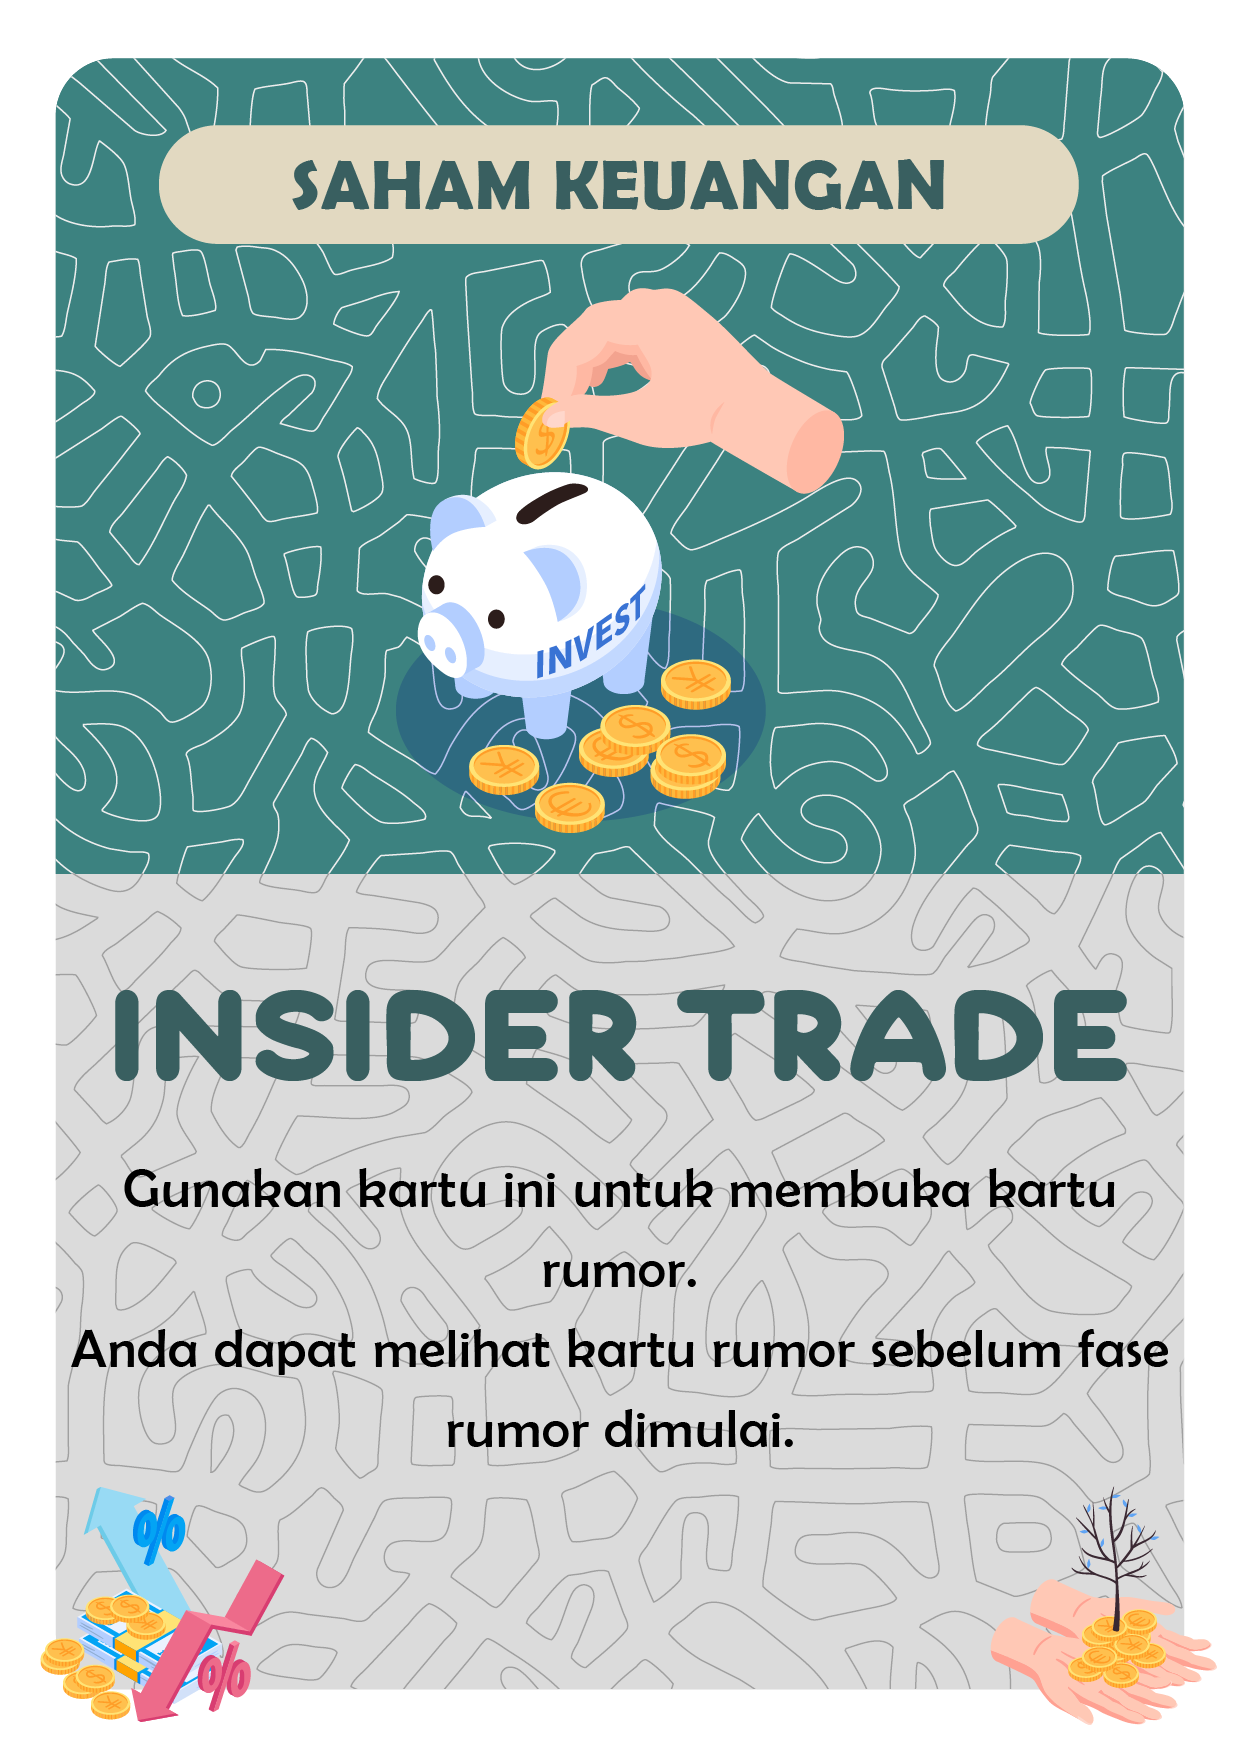 SAHAM KEUANGAN
INVEST
INSIDER TRADE
Gunakan kartu ini untuk membuka kartu
rumor.
Anda dapat melihat kartu rumor sebelum fase
rumor dimulai.
%
%